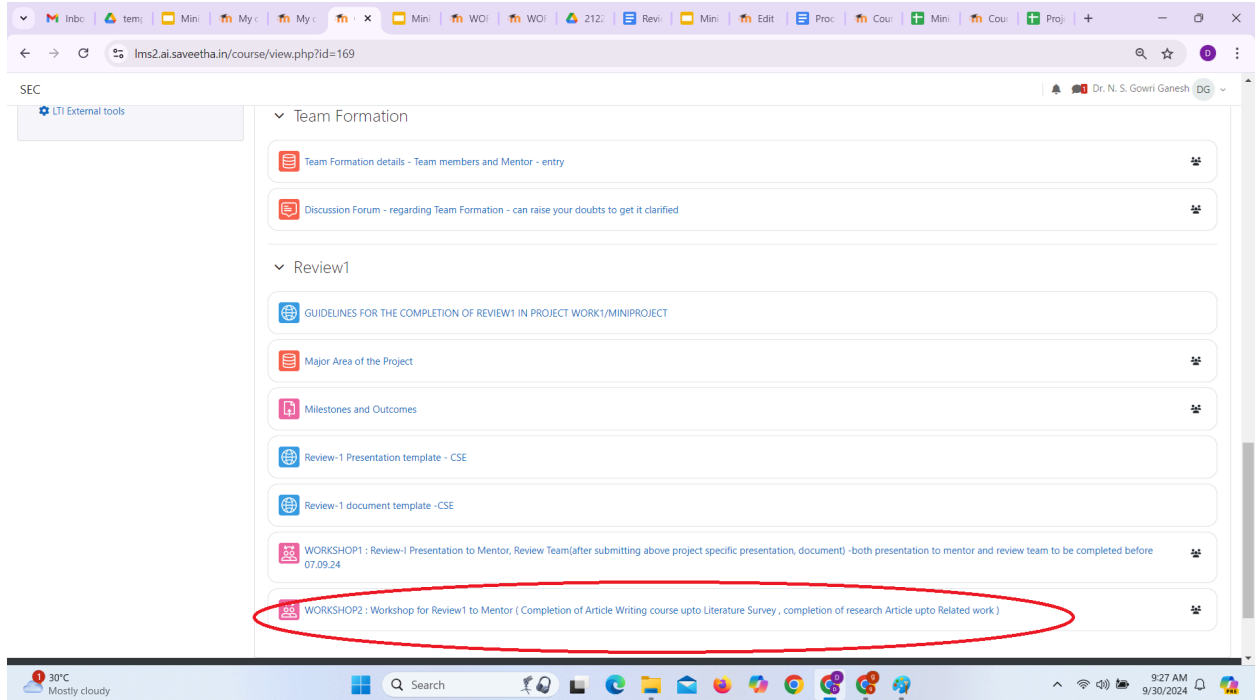 Inbo
temp
Mini
My c
My c
Mini
WOR
WOR
2122
Revie
Mini
Edit
Proc
Cour
Mini
Cour
Proje
lms2.ai.saveetha.in/course/view.php?id=169
D
SEC
1
Dr. N. S. Gowri Ganesh
DG
LTI External tools
Team Formation
Team Formation details - Team members and Mentor - entry
Discussion Forum - regarding Team Formation - can raise your doubts to get it clarified
Review1
GUIDELINES FOR THE COMPLETION OF REVIEW1 IN PROJECT WORK1/MINIPROJECT
Major Area of the Project
Milestones and Outcomes
Review-1 Presentation template - CSE
Review-1 document template -CSE
WORKSHOP1 : Review-I Presentation to Mentor, Review Team(after submitting above project specific presentation, document) -both presentation to mentor and review team to be completed before
07.09.24
WORKSHOP2 : Workshop for Review1 to Mentor ( Completion of Article Writing course upto Literature Survey , completion of research Article upto Related work )
1
30°C
Mostly cloudy
Search
9:27 AM
9/30/2024